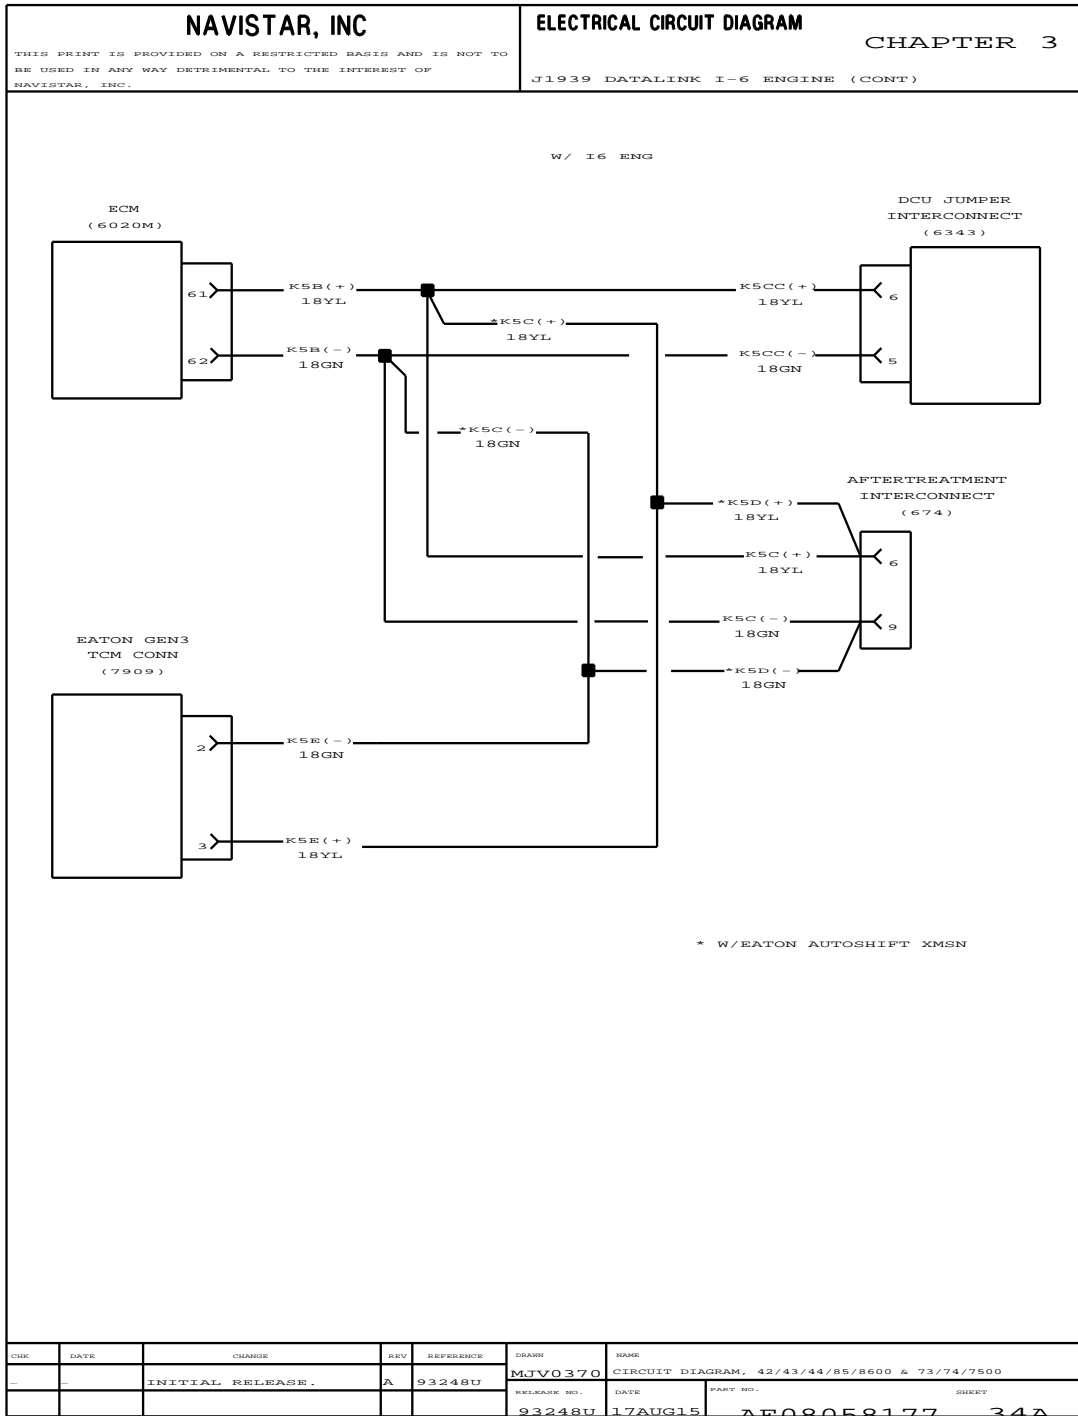 NAVISTAR, INC
THIS PRINT IS PROVIDED ON A RESTRICTED BASIS AND IS NOT TO
BE USED IN ANY WAY DETRIMENTAL TO THE INTEREST OF
NAVISTAR, INC.
ELECTRICAL CIRCUIT DIAGRAM
CHAPTER 3
J1939 DATALINK I-6 ENGINE (CONT)
W/ I6 ENG
ECM
(6020M)
DCU JUMPER
INTERCONNECT
(6343)
61
K5B(+)
18YL
K5CC(+)
18YL
6
*K5C(+)
18YL
62
K5B(-)
18GN
K5CC(-)
18GN
5
*K5C(-)
18GN
AFTERTREATMENT
INTERCONNECT
(674)
*K5D(+)
18YL
K5C(+)
18YL
6
K5C(-)
18GN
9
EATON GEN3
TCM CONN
(7909)
*K5D(-)
18GN
2
K5E(-)
18GN
3
K5E(+)
18YL
* W/EATON AUTOSHIFT XMSN
CHK DATE CHANGE REV REFERENCE
- - INITIAL RELEASE. A 93248U
DRAWN
MJV0370
NAME
CIRCUIT DIAGRAM, 42/43/44/85/8600 & 73/74/7500
RELEASE NO.
93248U
DATE
17AUG15
PART NO.
AF08058177
SHEET
34A